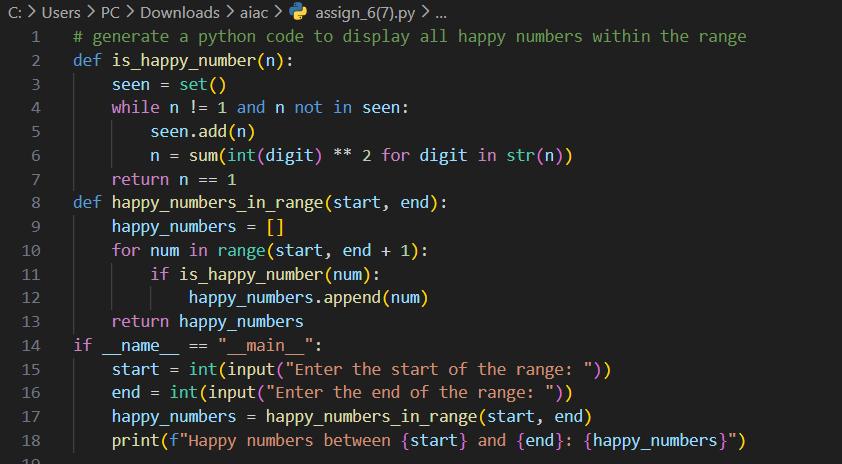 C: > Users > PC > Downloads > aiac > assign_6(7).py > ...
1 # generate a python code to display all happy numbers within the range
2 def is_happy_number(n):
3     seen = set()
4     while n != 1 and n not in seen:
5         seen.add(n)
6         n = sum(int(digit) ** 2 for digit in str(n))
7     return n == 1
8 def happy_numbers_in_range(start, end):
9     happy_numbers = []
10     for num in range(start, end + 1):
11         if is_happy_number(num):
12             happy_numbers.append(num)
13     return happy_numbers
14 if __name__ == "__main__":
15     start = int(input("Enter the start of the range: "))
16     end = int(input("Enter the end of the range: "))
17     happy_numbers = happy_numbers_in_range(start, end)
18     print(f"Happy numbers between {start} and {end}: {happy_numbers}")